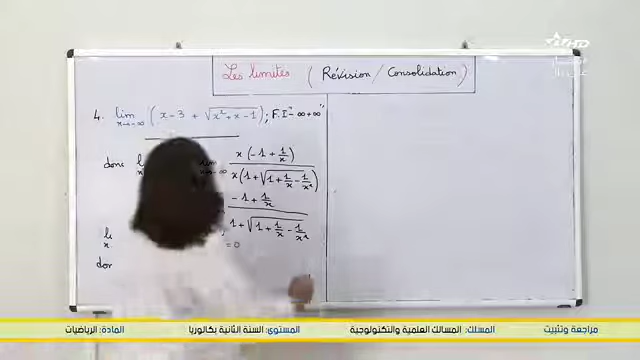 Les limites ( Révision / Consolidation )
4. lim (x - 3 + √(x² + x - 1)) ; F.I "- ∞ + ∞"
x→-∞
donc
x(-1 + 1/x)
x(1 + √(1 + 1/x - 1/x²))
-1 + 1/x
1 + √(1 + 1/x - 1/x²)
= 0
مراجعة وتثبيت
المسلك: المسالك العلمية والتكنولوجية
المستوى: السنة الثانية بكالوريا
المادة: الرياضيات